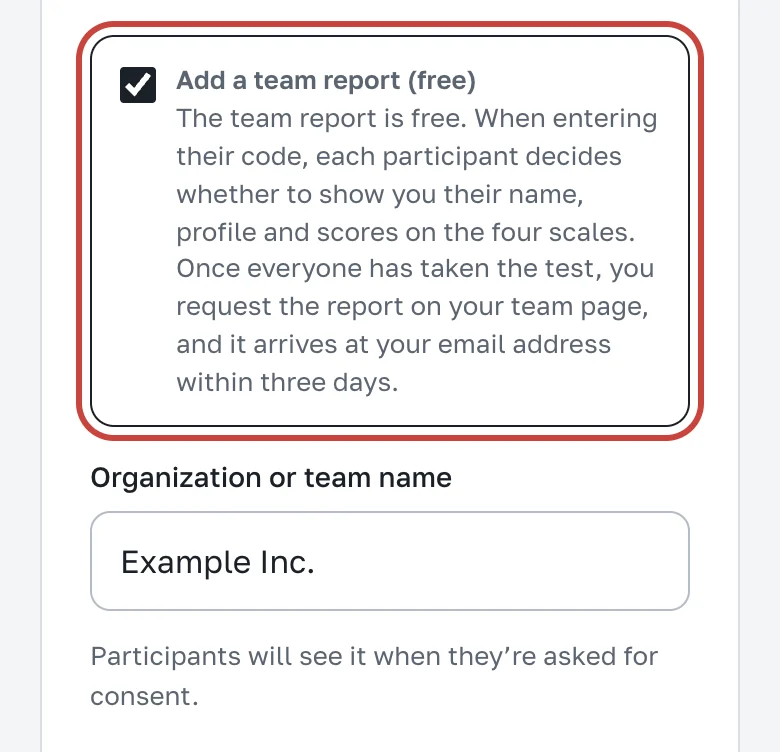 Add a team report (free)
The team report is free. When entering
their code, each participant decides
whether to show you their name,
profile and scores on the four scales.
Once everyone has taken the test, you
request the report on your team page,
and it arrives at your email address
within three days.
Organization or team name
Example Inc.
Participants will see it when they’re asked for
consent.